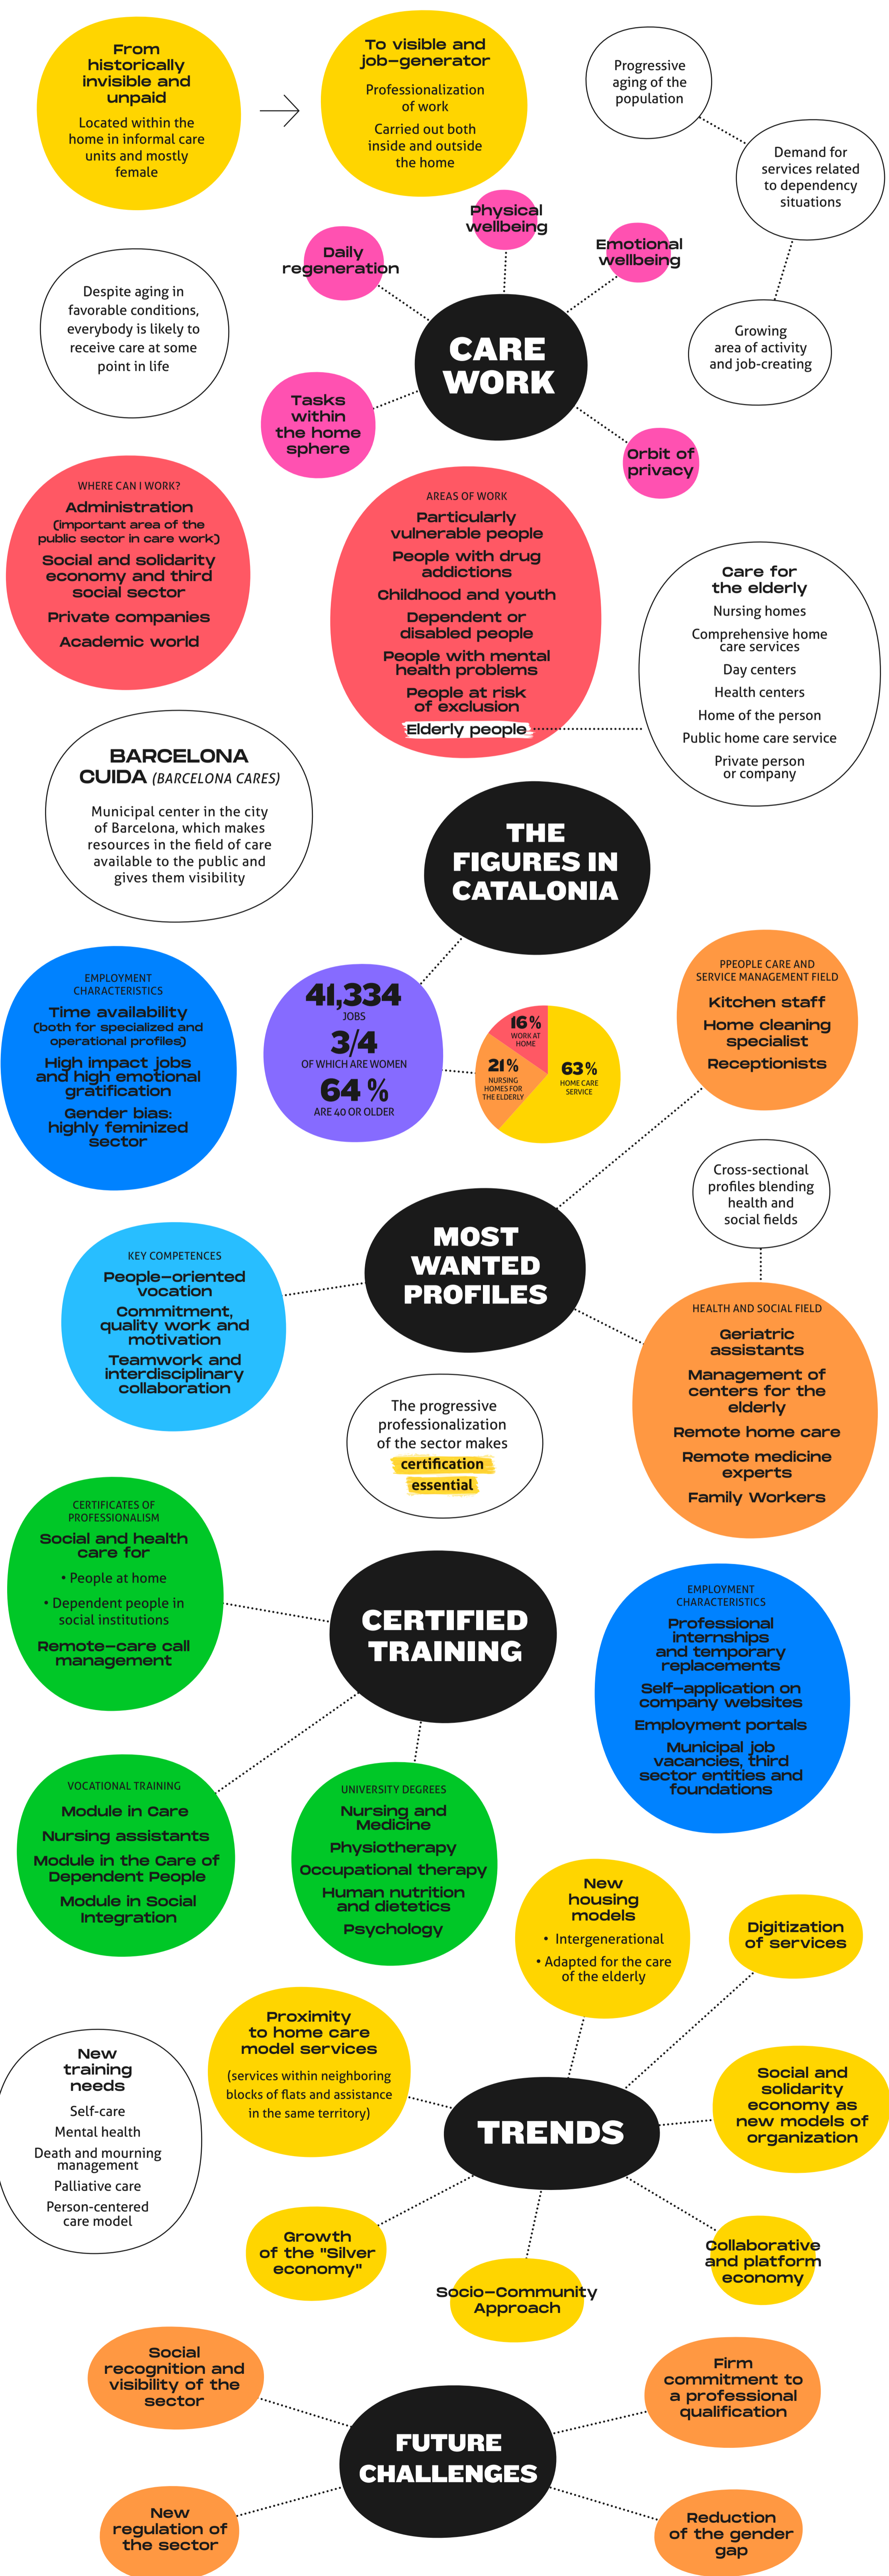 From
historically
invisible and
unpaid
Located within the
home in informal care
units and mostly
female
To visible and
job-generator
Professionalization
of work
Carried out both
inside and outside
the home
Progressive
aging of the
population
Demand for
services related
to dependency
situations
Growing
area of activity
and job-creating
Despite aging in
favorable conditions,
everybody is likely to
receive care at some
point in life
Physical
wellbeing
Daily
regeneration
Emotional
wellbeing
CARE
WORK
Tasks
within
the home
sphere
Orbit of
privacy
WHERE CAN I WORK?
Administration
(important area of the
public sector in care work)
Social and solidarity
economy and third
social sector
Private companies
Academic world
AREAS OF WORK
Particularly
vulnerable people
People with drug
addictions
Childhood and youth
Dependent or
disabled people
People with mental
health problems
People at risk
of exclusion
Elderly people
Care for
the elderly
Nursing homes
Comprehensive home
care services
Day centers
Health centers
Home of the person
Public home care service
Private person
or company
BARCELONA
CUIDA (BARCELONA CARES)
Municipal center in the city
of Barcelona, which makes
resources in the field of care
available to the public and
gives them visibility
THE
FIGURES IN
CATALONIA
EMPLOYMENT
CHARACTERISTICS
Time availability
(both for specialized and
operational profiles)
High impact jobs
and high emotional
gratification
Gender bias:
highly feminized
sector
41,334
JOBS
3/4
OF WHICH ARE WOMEN
64 %
ARE 40 OR OLDER
16%
WORK AT
HOME
21%
NURSING
HOMES FOR
THE ELDERLY
63%
HOME CARE
SERVICE
PPEOPLE CARE AND
SERVICE MANAGEMENT FIELD
Kitchen staff
Home cleaning
specialist
Receptionists
Cross-sectional
profiles blending
health and
social fields
MOST
WANTED
PROFILES
KEY COMPETENCES
People-oriented
vocation
Commitment,
quality work and
motivation
Teamwork and
interdisciplinary
collaboration
HEALTH AND SOCIAL FIELD
Geriatric
assistants
Management of
centers for the
elderly
Remote home care
Remote medicine
experts
Family Workers
The progressive
professionalization
of the sector makes
certification
essential
CERTIFICATES OF
PROFESSIONALISM
Social and health
care for
• People at home
• Dependent people in
social institutions
Remote-care call
management
CERTIFIED
TRAINING
EMPLOYMENT
CHARACTERISTICS
Professional
internships
and temporary
replacements
Self-application on
company websites
Employment portals
Municipal job
vacancies, third
sector entities and
foundations
VOCATIONAL TRAINING
Module in Care
Nursing assistants
Module in the Care of
Dependent People
Module in Social
Integration
UNIVERSITY DEGREES
Nursing and
Medicine
Physiotherapy
Occupational therapy
Human nutrition
and dietetics
Psychology
New
housing
models
• Intergenerational
• Adapted for the care
of the elderly
Digitization
of services
Proximity
to home care
model services
(services within neighboring
blocks of flats and assistance
in the same territory)
New
training
needs
Self-care
Mental health
Death and mourning
management
Palliative care
Person-centered
care model
TRENDS
Social and
solidarity
economy as
new models of
organization
Growth
of the "Silver
economy"
Socio-Community
Approach
Collaborative
and platform
economy
Social
recognition and
visibility of the
sector
Firm
commitment to
a professional
qualification
FUTURE
CHALLENGES
New
regulation of
the sector
Reduction
of the gender
gap